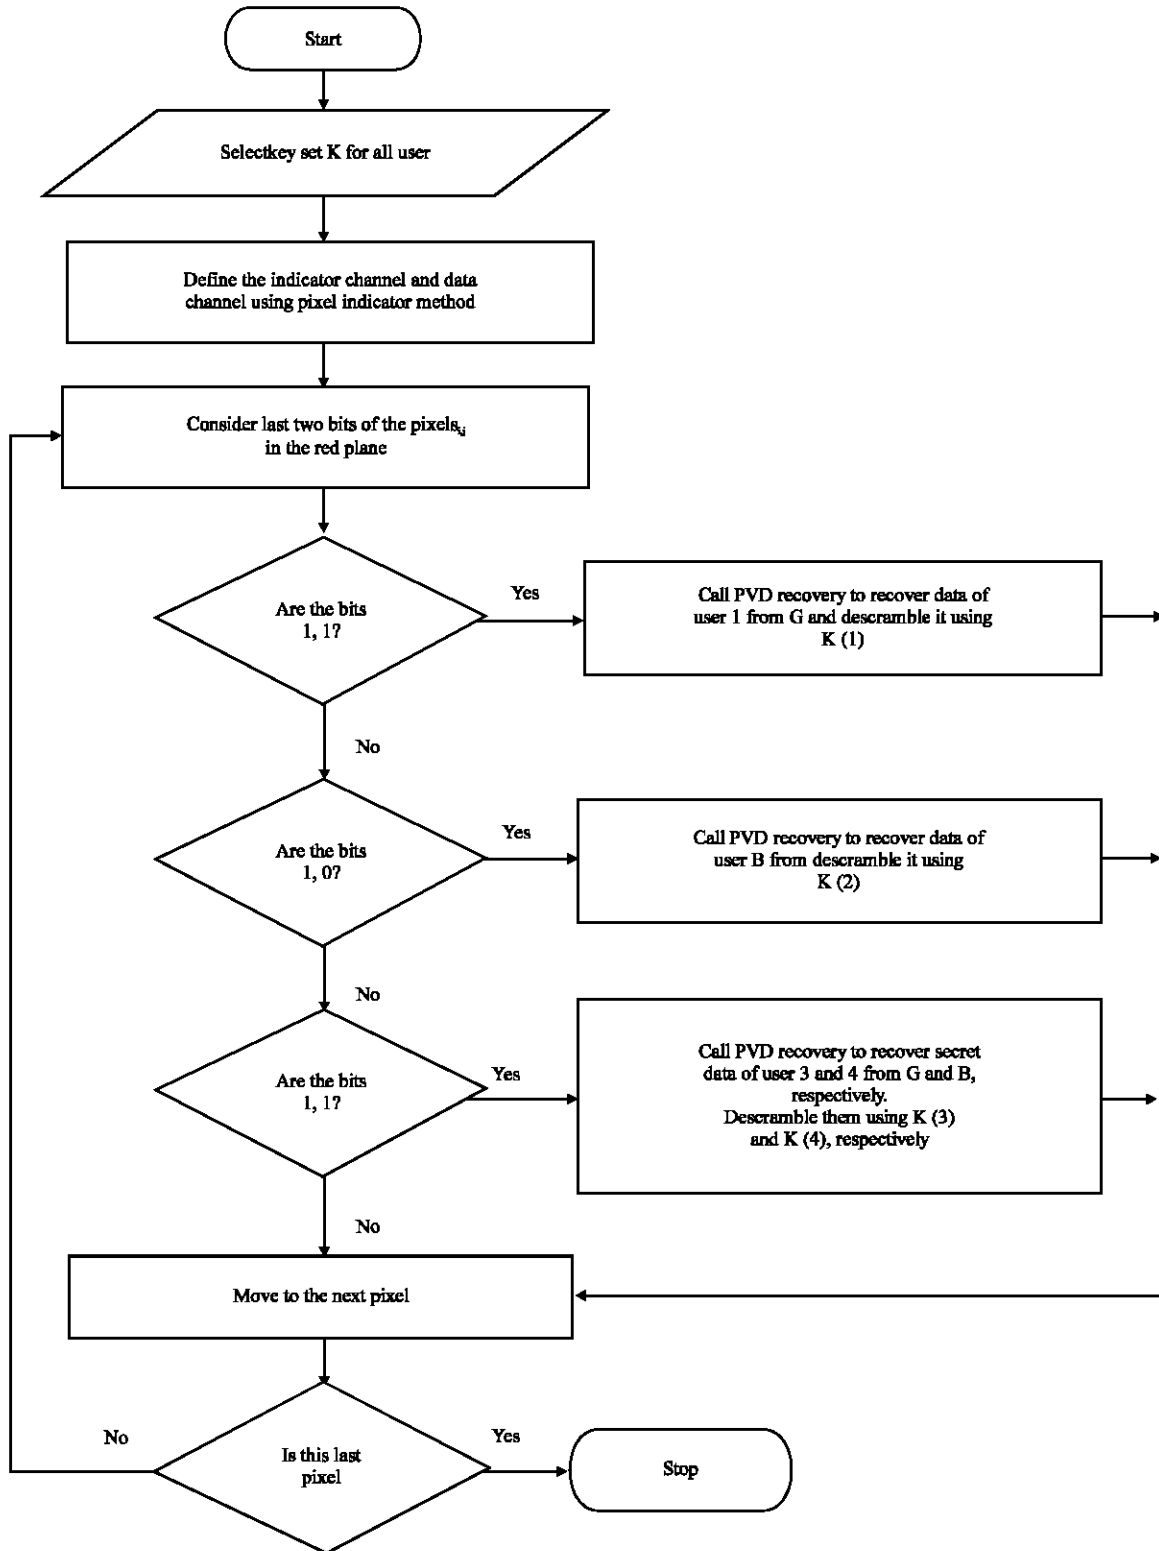 Start
Selectkey set K for all user
Define the indicator channel and data
channel using pixel indicator method
Consider last two bits of the pixels i,j
in the red plane
Are the bits
1, 1?
Yes
Call PVD recovery to recover data of
user 1 from G and descramble it using
K (1)
No
Are the bits
1, 0?
Yes
Call PVD recovery to recover data of
user B from descramble it using
K (2)
No
Are the bits
1, 1?
Yes
Call PVD recovery to recover secret
data of user 3 and 4 from G and B,
respectively.
Descramble them using K (3)
and K (4), respectively
No
Move to the next pixel
No
Is this last
pixel
Yes
Stop